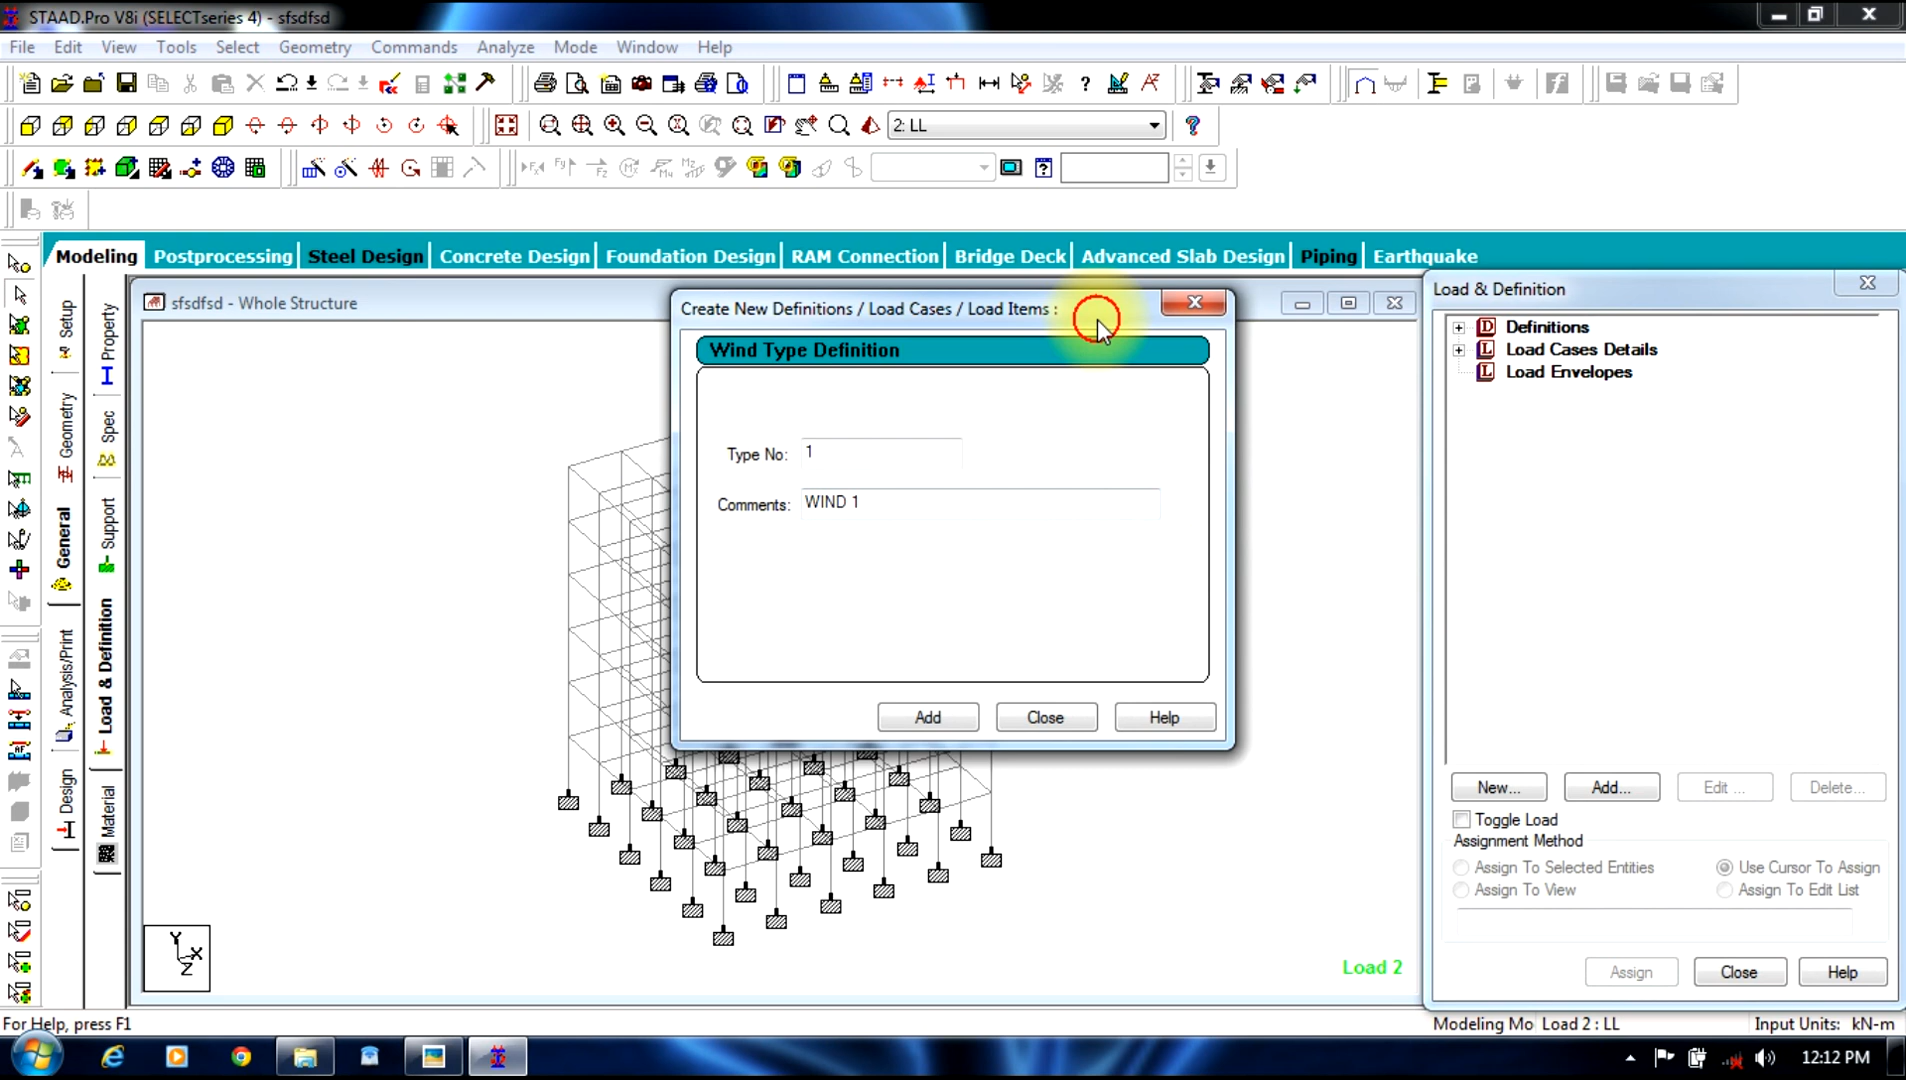 STAAD.Pro V8i (SELECTseries 4) - sfsdfsd
File Edit View Tools Select Geometry Commands Analyze Mode Window Help
2: LL
Modeling Postprocessing Steel Design Concrete Design Foundation Design RAM Connection Bridge Deck Advanced Slab Design Piping Earthquake
Setup
Geometry
General
Analysis/Print
Design
Property
Spec
Support
Load & Definition
Material
sfsdfsd - Whole Structure
Create New Definitions / Load Cases / Load Items :
Wind Type Definition
Type No: 1
Comments: WIND 1
Add Close Help
Y
X
Z
Load 2
Load & Definition
Definitions
Load Cases Details
Load Envelopes
New... Add... Edit ... Delete...
Toggle Load
Assignment Method
Assign To Selected Entities Use Cursor To Assign
Assign To View Assign To Edit List
Assign Close Help
For Help, press F1
Modeling Mo Load 2 : LL Input Units: kN-m
12:12 PM